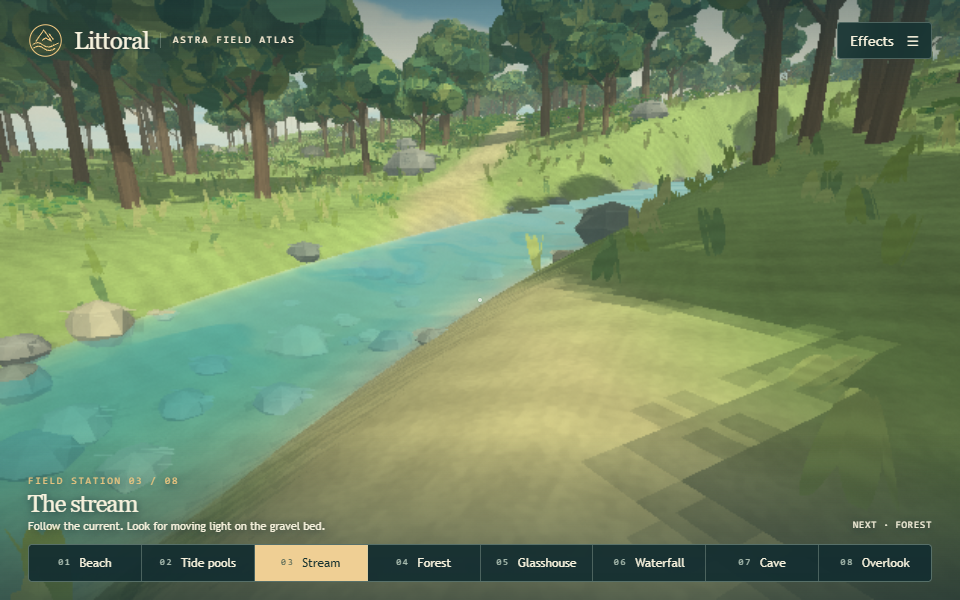 Littoral
ASTRA FIELD ATLAS
Effects
FIELD STATION 03 / 08
The stream
Follow the current. Look for moving light on the gravel bed.
NEXT · FOREST
01 Beach
02 Tide pools
03 Stream
04 Forest
05 Glasshouse
06 Waterfall
07 Cave
08 Overlook